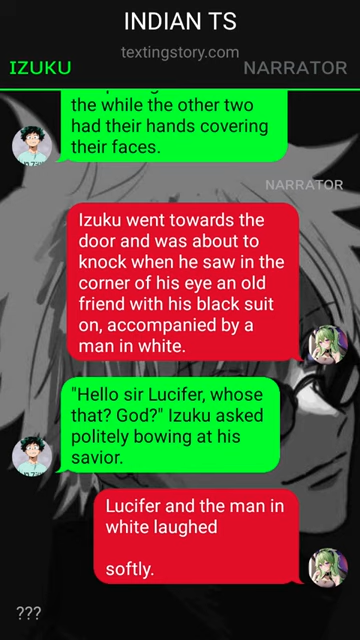 INDIAN TS
textingstory.com
IZUKU
NARRATOR
the while the other two
had their hands covering
their faces.
NARRATOR
Izuku went towards the
door and was about to
knock when he saw in the
corner of his eye an old
friend with his black suit
on, accompanied by a
man in white.
"Hello sir Lucifer, whose
that? God?" Izuku asked
politely bowing at his
savior.
Lucifer and the man in
white laughed
softly.
???